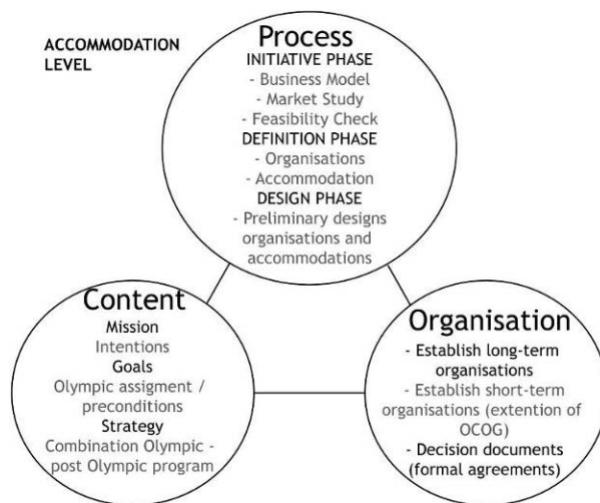 ACCOMMODATION
LEVEL
Process
INITIATIVE PHASE
- Business Model
- Market Study
- Feasibility Check
DEFINITION PHASE
- Organisations
- Accommodation
DESIGN PHASE
- Preliminary designs
organisations and
accommodations
Content
Mission
Intentions
Goals
Olympic assigment /
preconditions
Strategy
Combination Olympic -
post Olympic program
Organisation
- Establish long-term
organisations
- Establish short-term
organisations (extention of
OCOG)
- Decision documents
(formal agreements)